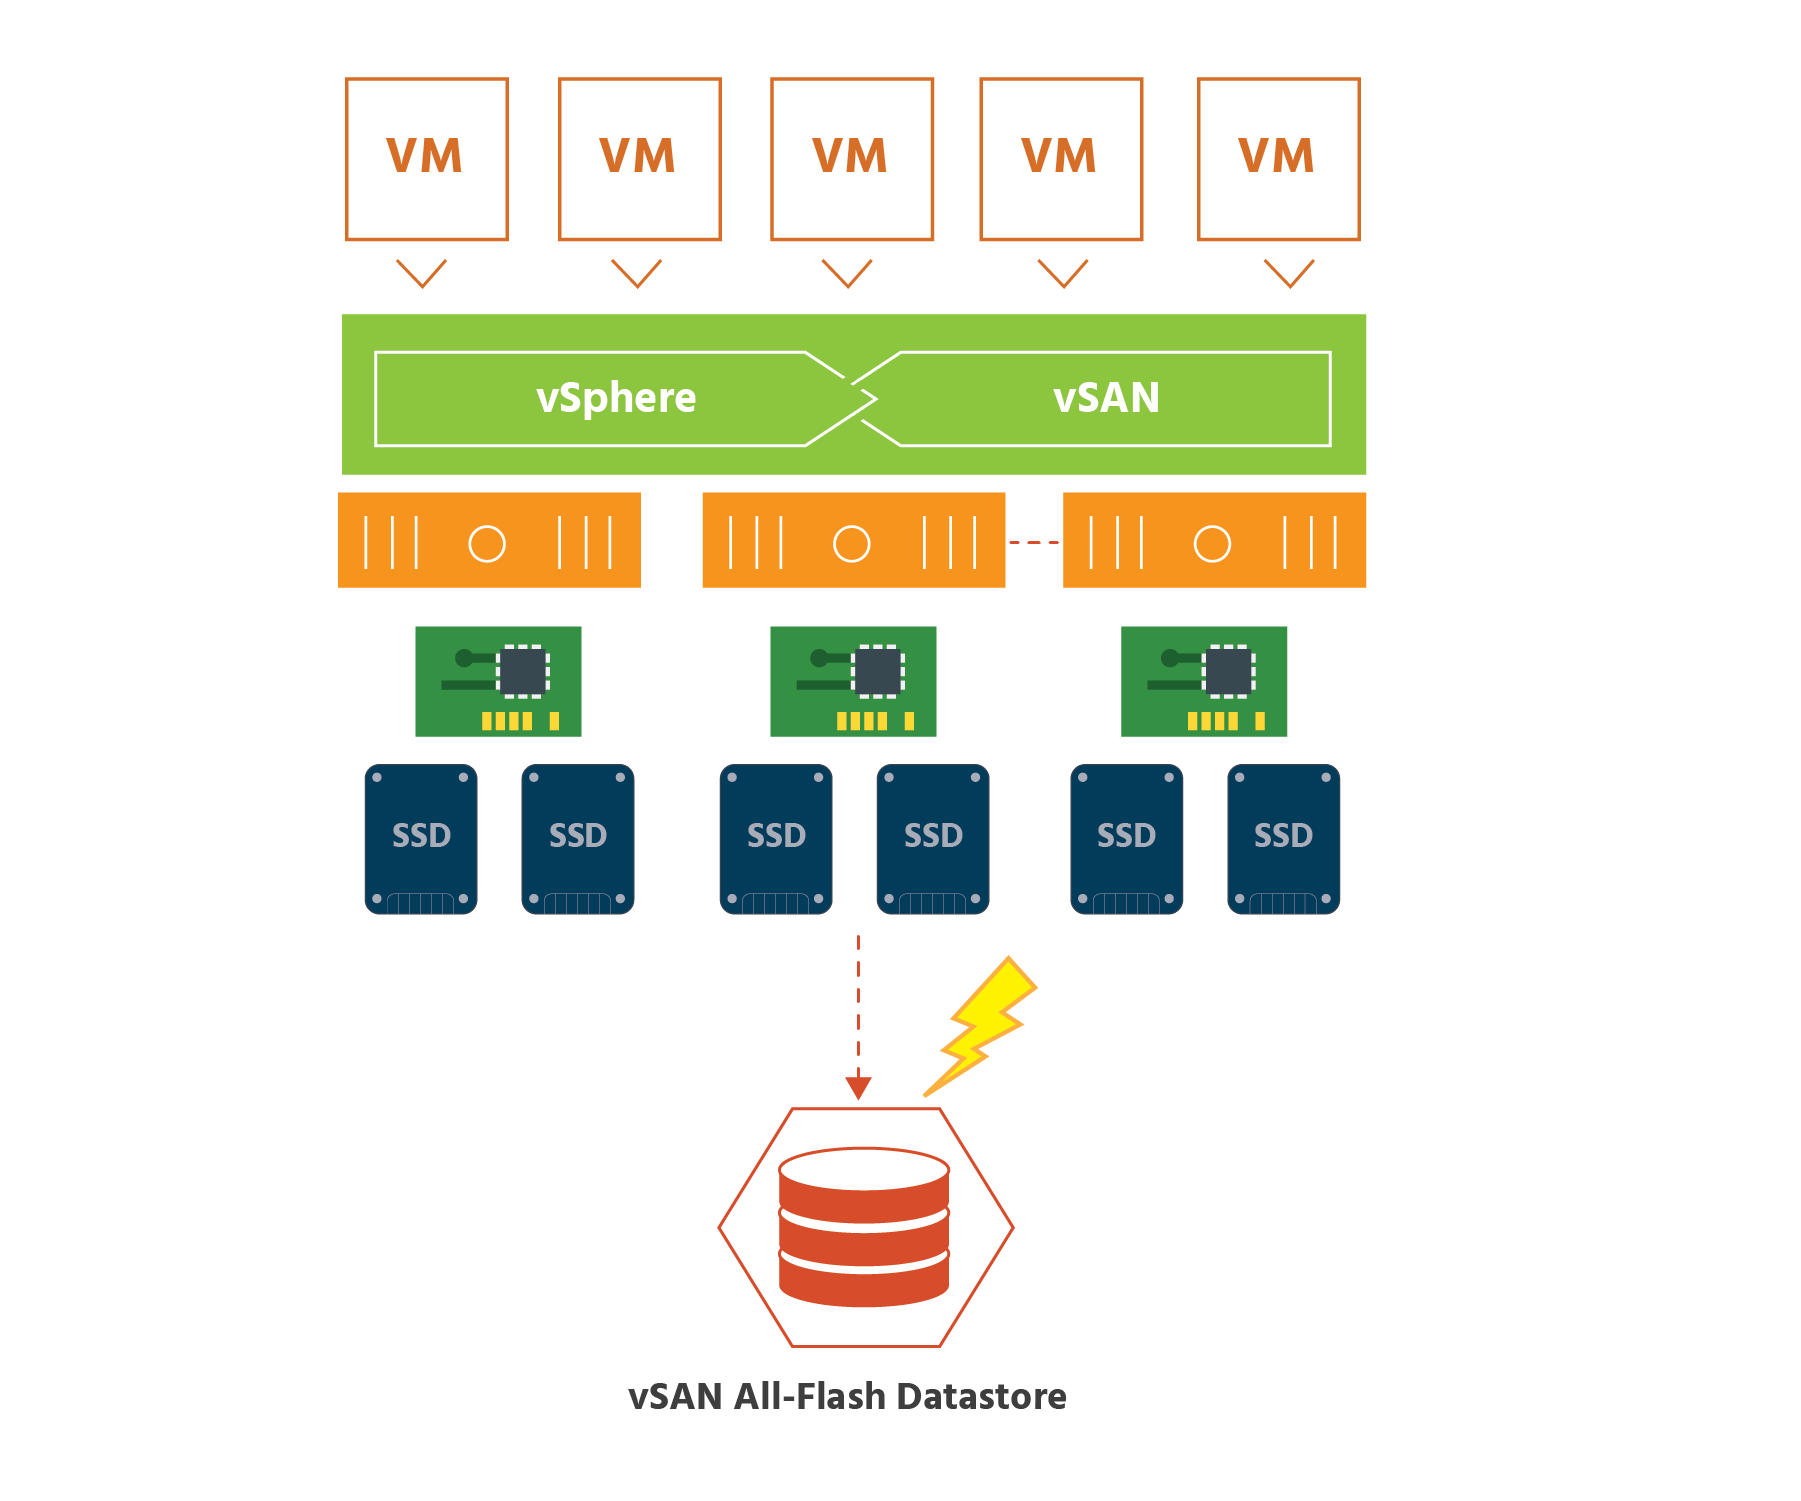 VM VM VM VM VM
vSphere vSAN
SSD SSD SSD SSD SSD SSD
vSAN All-Flash Datastore